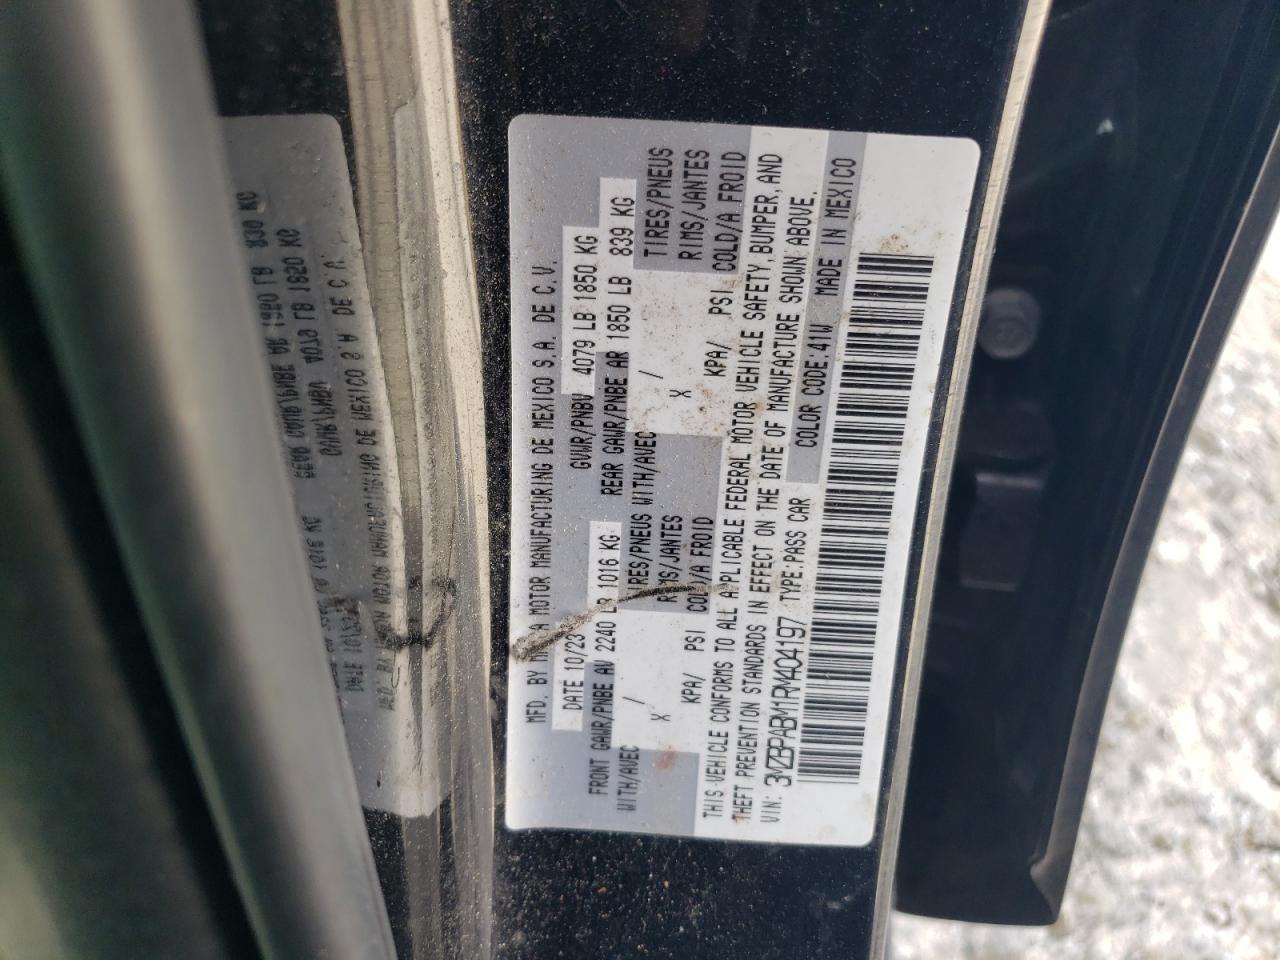 MFD. BY MAZDA MOTOR MANUFACTURING DE MEXICO S.A. DE C.V.
DATE 10/23 GVWR/PNBV 4079 LB 1850 KG
FRONT GAWR/PNBE AV 2240 LB 1016 KG REAR GAWR/PNBE AR 1850 LB 839 KG
WITH/AVEC / TIRES/PNEUS WITH/AVEC / TIRES/PNEUS
X RIMS/JANTES X RIMS/JANTES
KPA/ PSI COLD/A FROID KPA/ PSI COLD/A FROID
THIS VEHICLE CONFORMS TO ALL APPLICABLE FEDERAL MOTOR VEHICLE SAFETY, BUMPER, AND
THEFT PREVENTION STANDARDS IN EFFECT ON THE DATE OF MANUFACTURE SHOWN ABOVE.
VIN: 3MZBPABM1RM404197 TYPE:PASS CAR COLOR CODE:41W MADE IN MEXICO